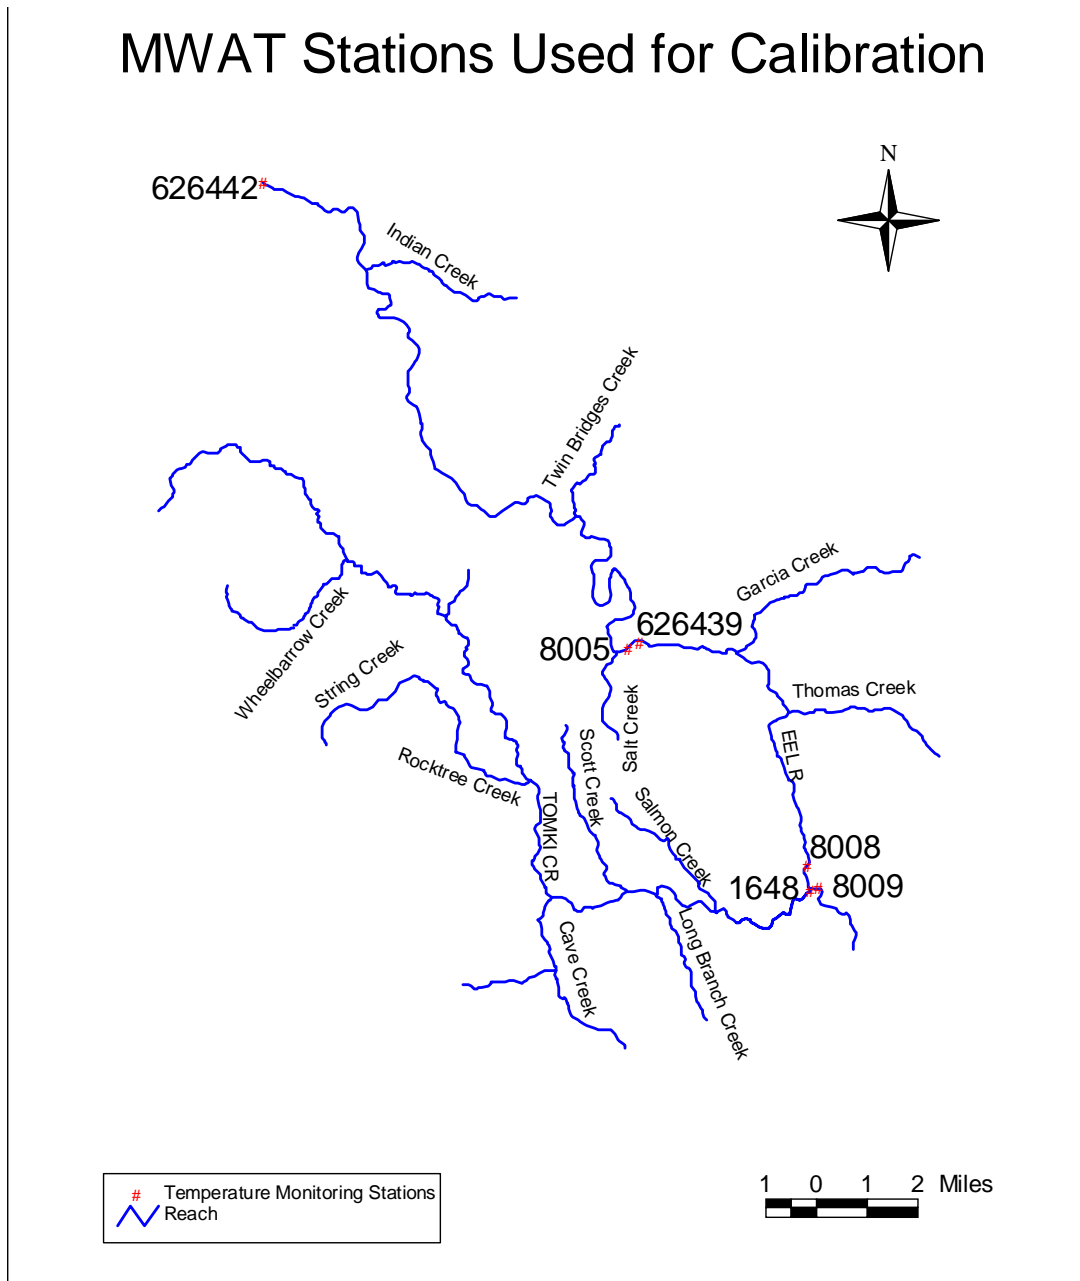 MWAT Stations Used for Calibration
N
626442
#
Indian Creek
Twin Bridges Creek
Garcia Creek
626439
#
8005
#
Wheelbarrow Creek
String Creek
Thomas Creek
Salt Creek
EEL R
Scott Creek
Rocktree Creek
TOMKI CR
Salmon Creek
8008
#
1648
#
#
8009
Long Branch Creek
Cave Creek
# Temperature Monitoring Stations
Reach
1 0 1 2 Miles